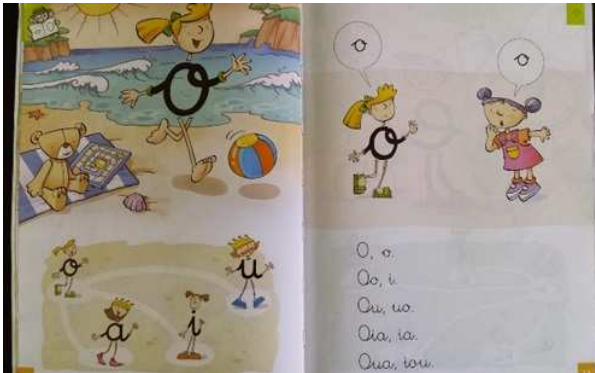 o
o
o
o
o
u
a
i
O, o.
Oo, i.
Ou, uo.
Oia, ia.
Oua, iou.